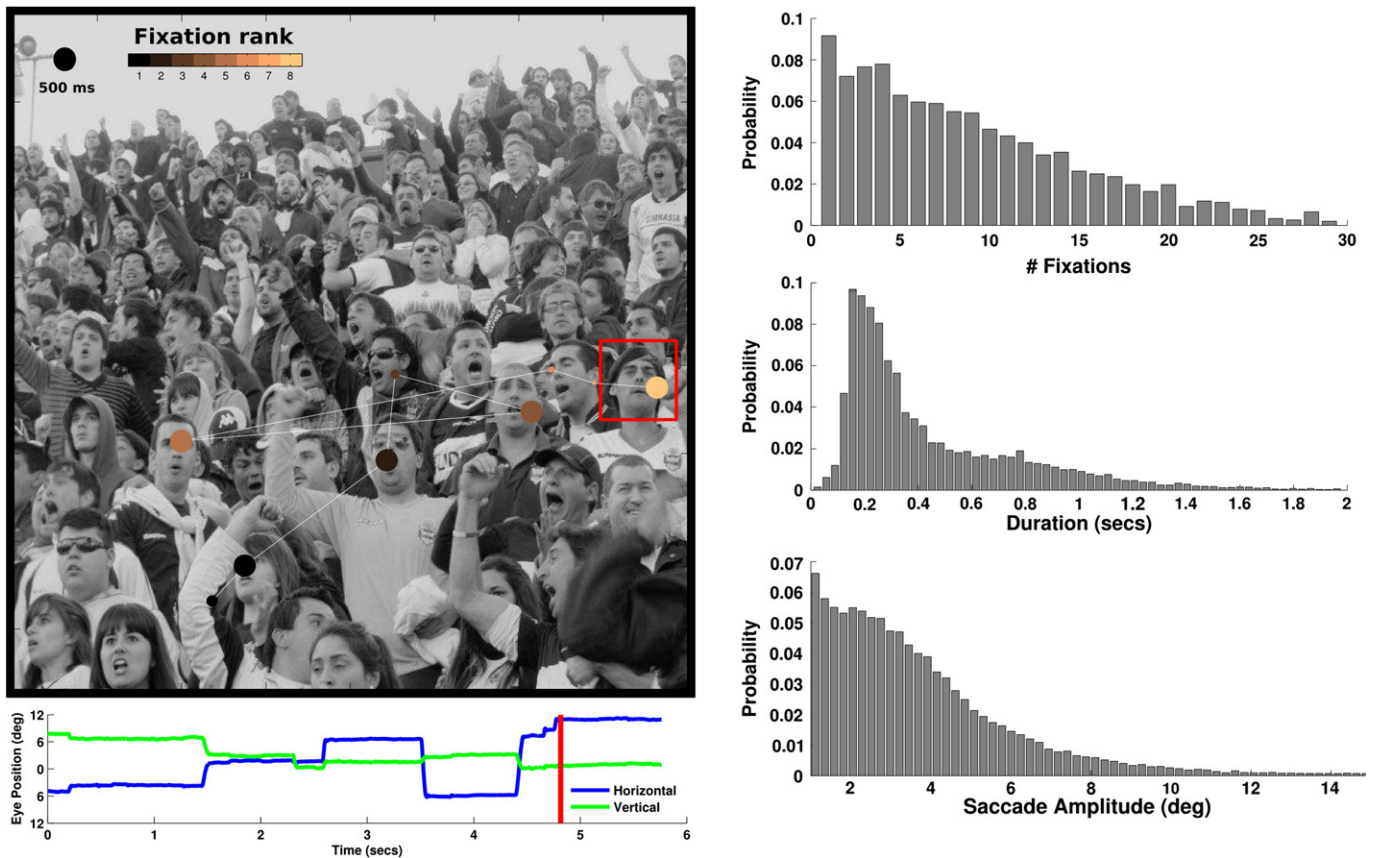 Fixation rank
1 2 3 4 5 6 7 8
500 ms
GIMNASIA
12
6
0
6
12
Eye Position (deg)
Horizontal
Vertical
0 1 2 3 4 5 6
Time (secs)
0.1
0.08
0.06
0.04
0.02
0
Probability
0 5 10 15 20 25 30
# Fixations
0.1
0.08
0.06
0.04
0.02
0
Probability
0 0.2 0.4 0.6 0.8 1 1.2 1.4 1.6 1.8 2
Duration (secs)
0.07
0.06
0.05
0.04
0.03
0.02
0.01
0
Probability
2 4 6 8 10 12 14
Saccade Amplitude (deg)